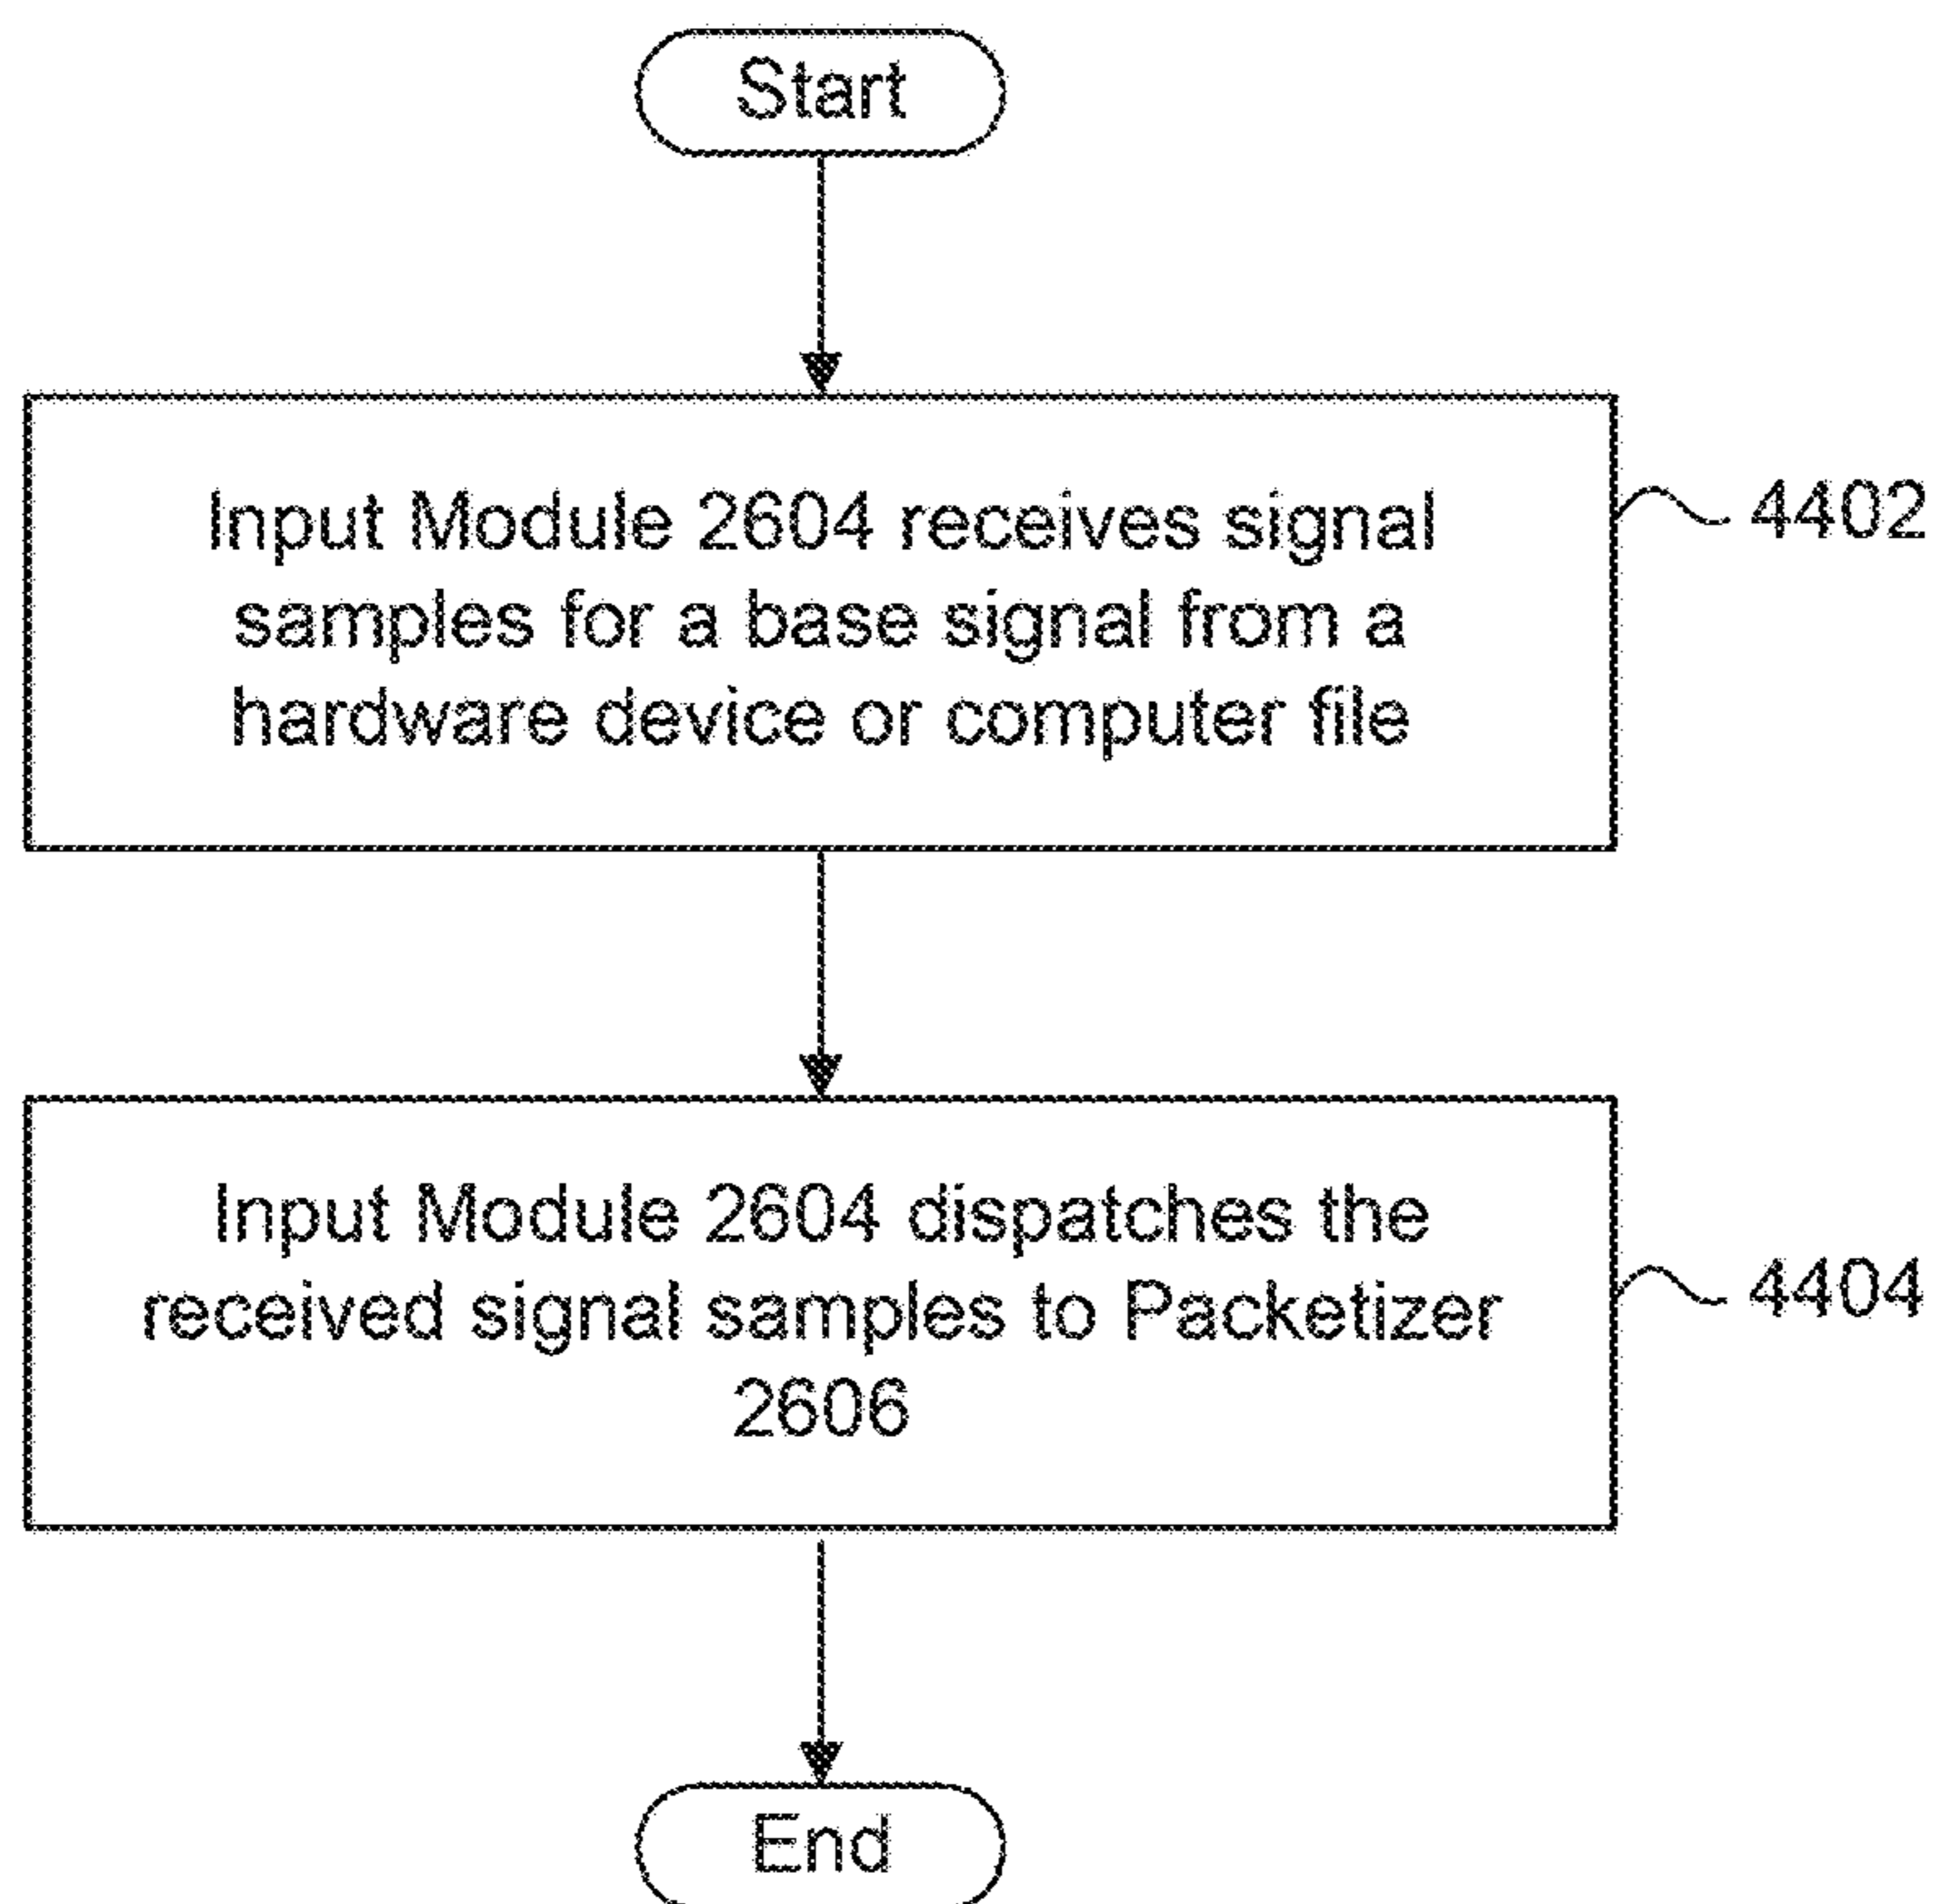 Start
Input Module 2604 receives signal
samples for a base signal from a
hardware device or computer file
4402
Input Module 2604 dispatches the
received signal samples to Packetizer
2606
4404
End